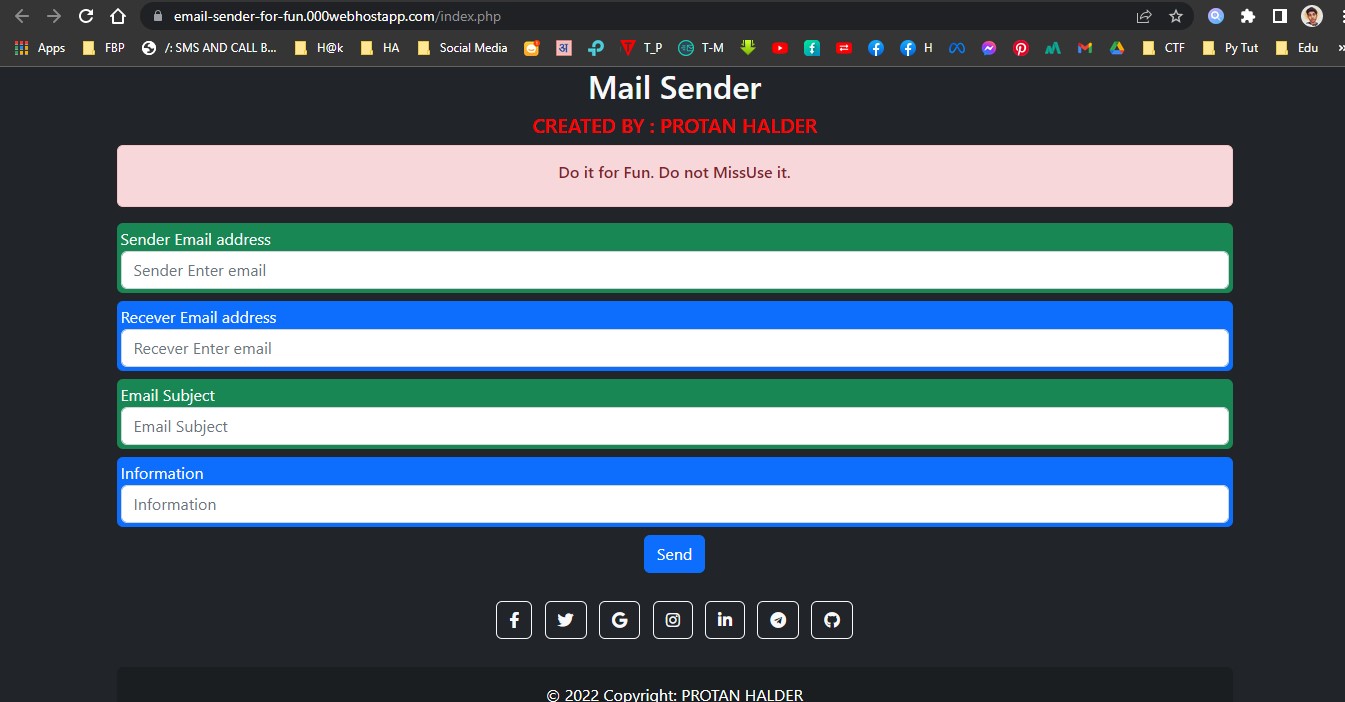 email-sender-for-fun.000webhostapp.com/index.php
Apps FBP /: SMS AND CALL B... H@k HA Social Media अ T_P T-M f H CTF Py Tut Edu »
Mail Sender
CREATED BY : PROTAN HALDER
Do it for Fun. Do not MissUse it.
Sender Email address
Sender Enter email
Recever Email address
Recever Enter email
Email Subject
Email Subject
Information
Information
Send
© 2022 Copyright: PROTAN HALDER